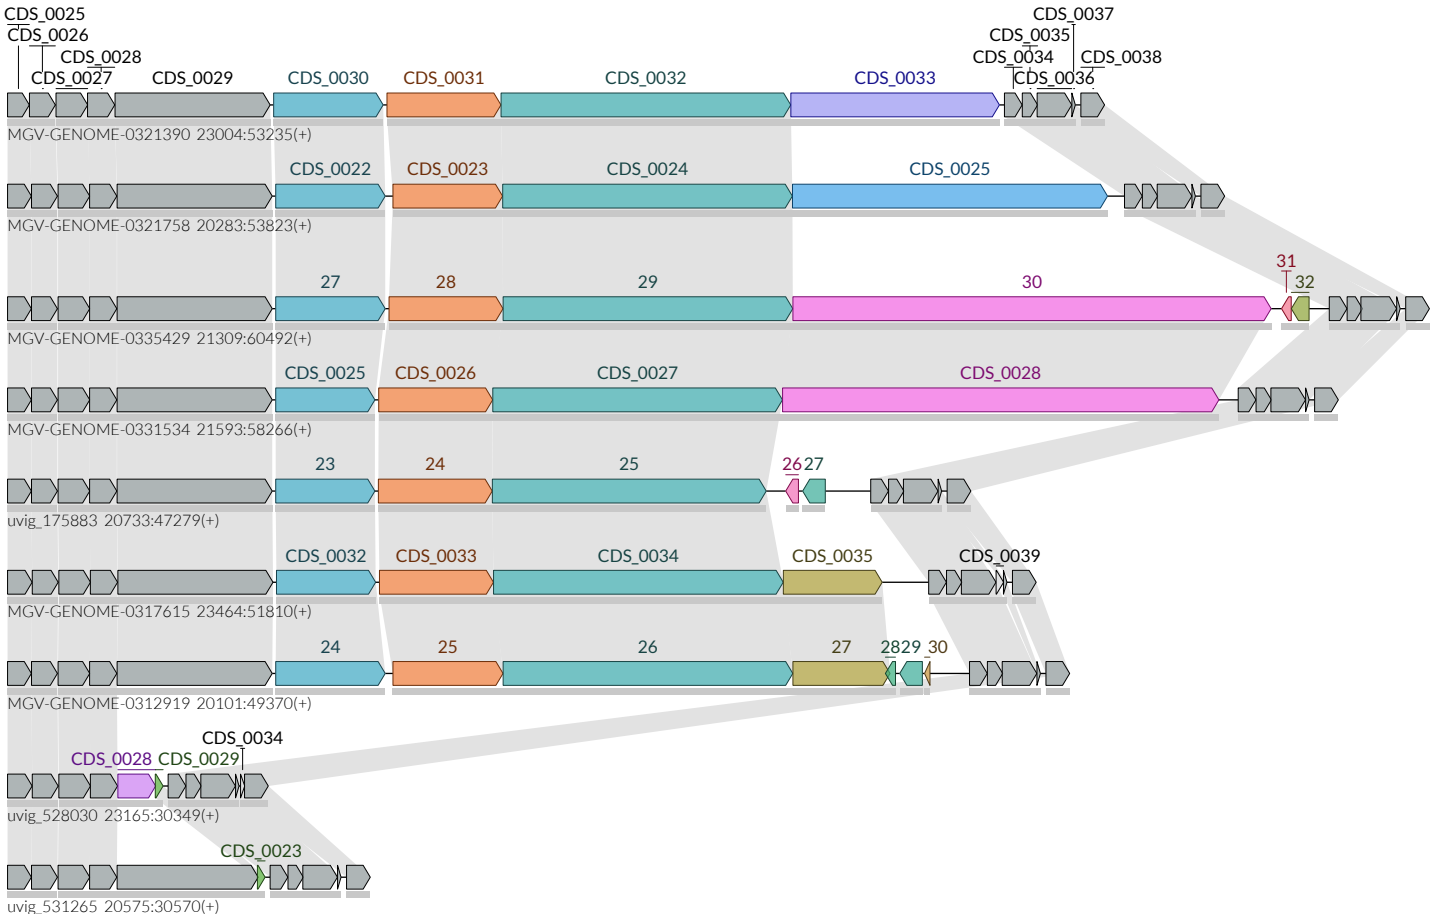 CDS_0025
CDS_0026
CDS_0027
CDS_0028
CDS_0029
CDS_0030
CDS_0031
CDS_0032
CDS_0033
CDS_0034
CDS_0035
CDS_0036
CDS_0037
CDS_0038
MGV-GENOME-0321390 23004:53235(+)
CDS_0022
CDS_0023
CDS_0024
CDS_0025
MGV-GENOME-0321758 20283:53823(+)
27
28
29
30
31
32
MGV-GENOME-0335429 21309:60492(+)
CDS_0025
CDS_0026
CDS_0027
CDS_0028
MGV-GENOME-0331534 21593:58266(+)
23
24
25
26
27
uvig_175883 20733:47279(+)
CDS_0032
CDS_0033
CDS_0034
CDS_0035
CDS_0039
MGV-GENOME-0317615 23464:51810(+)
24
25
26
27
28
29
30
MGV-GENOME-0312919 20101:49370(+)
CDS_0028
CDS_0029
CDS_0034
uvig_528030 23165:30349(+)
CDS_0023
uvig_531265 20575:30570(+)